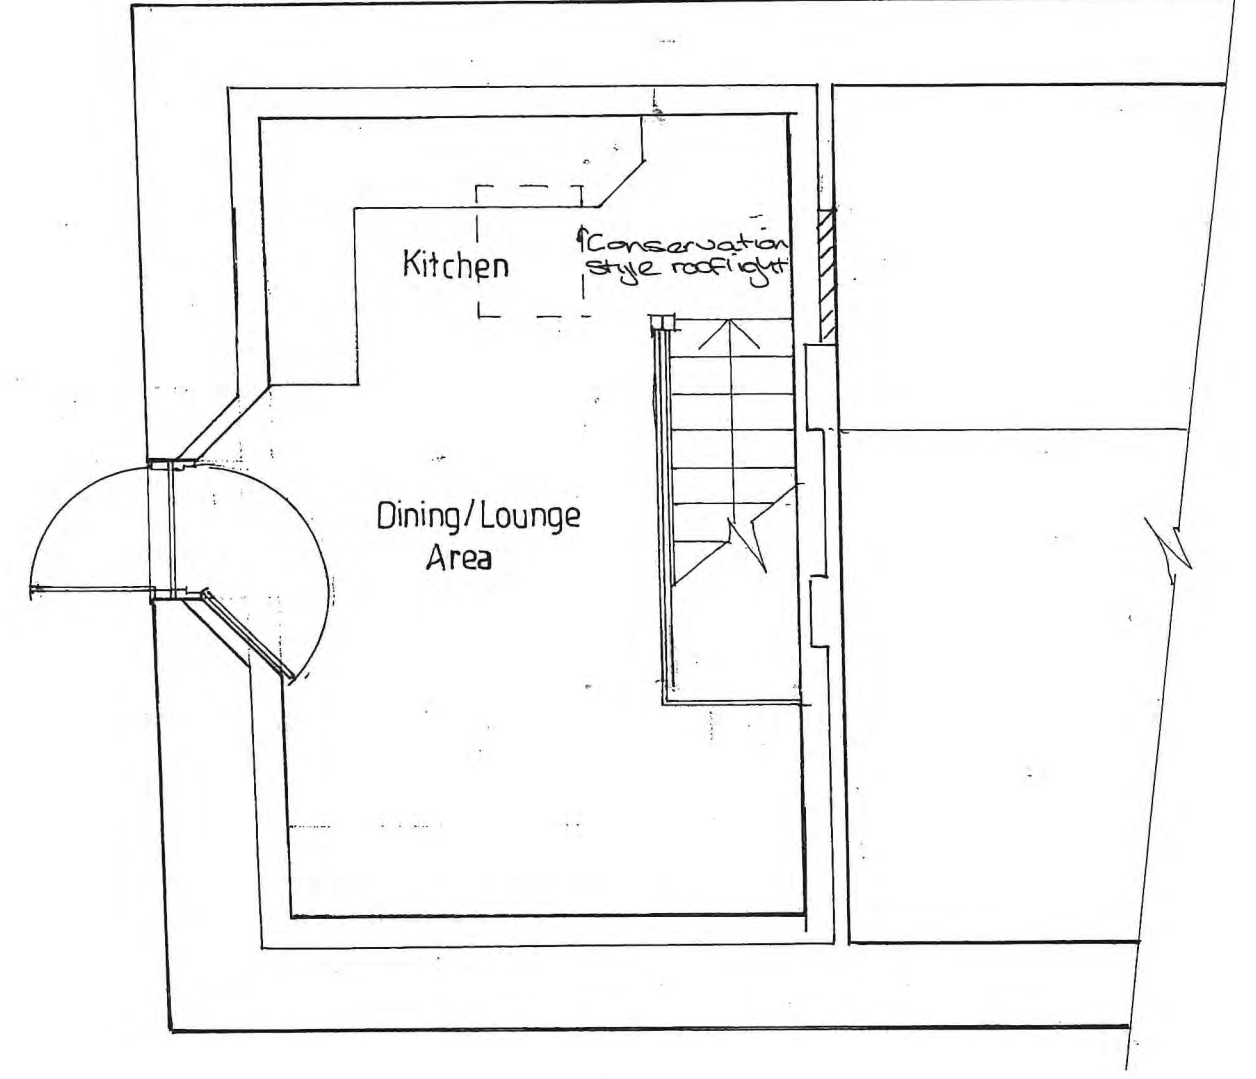 Conservation
style rooflight
Kitchen
Dining/Lounge
Area